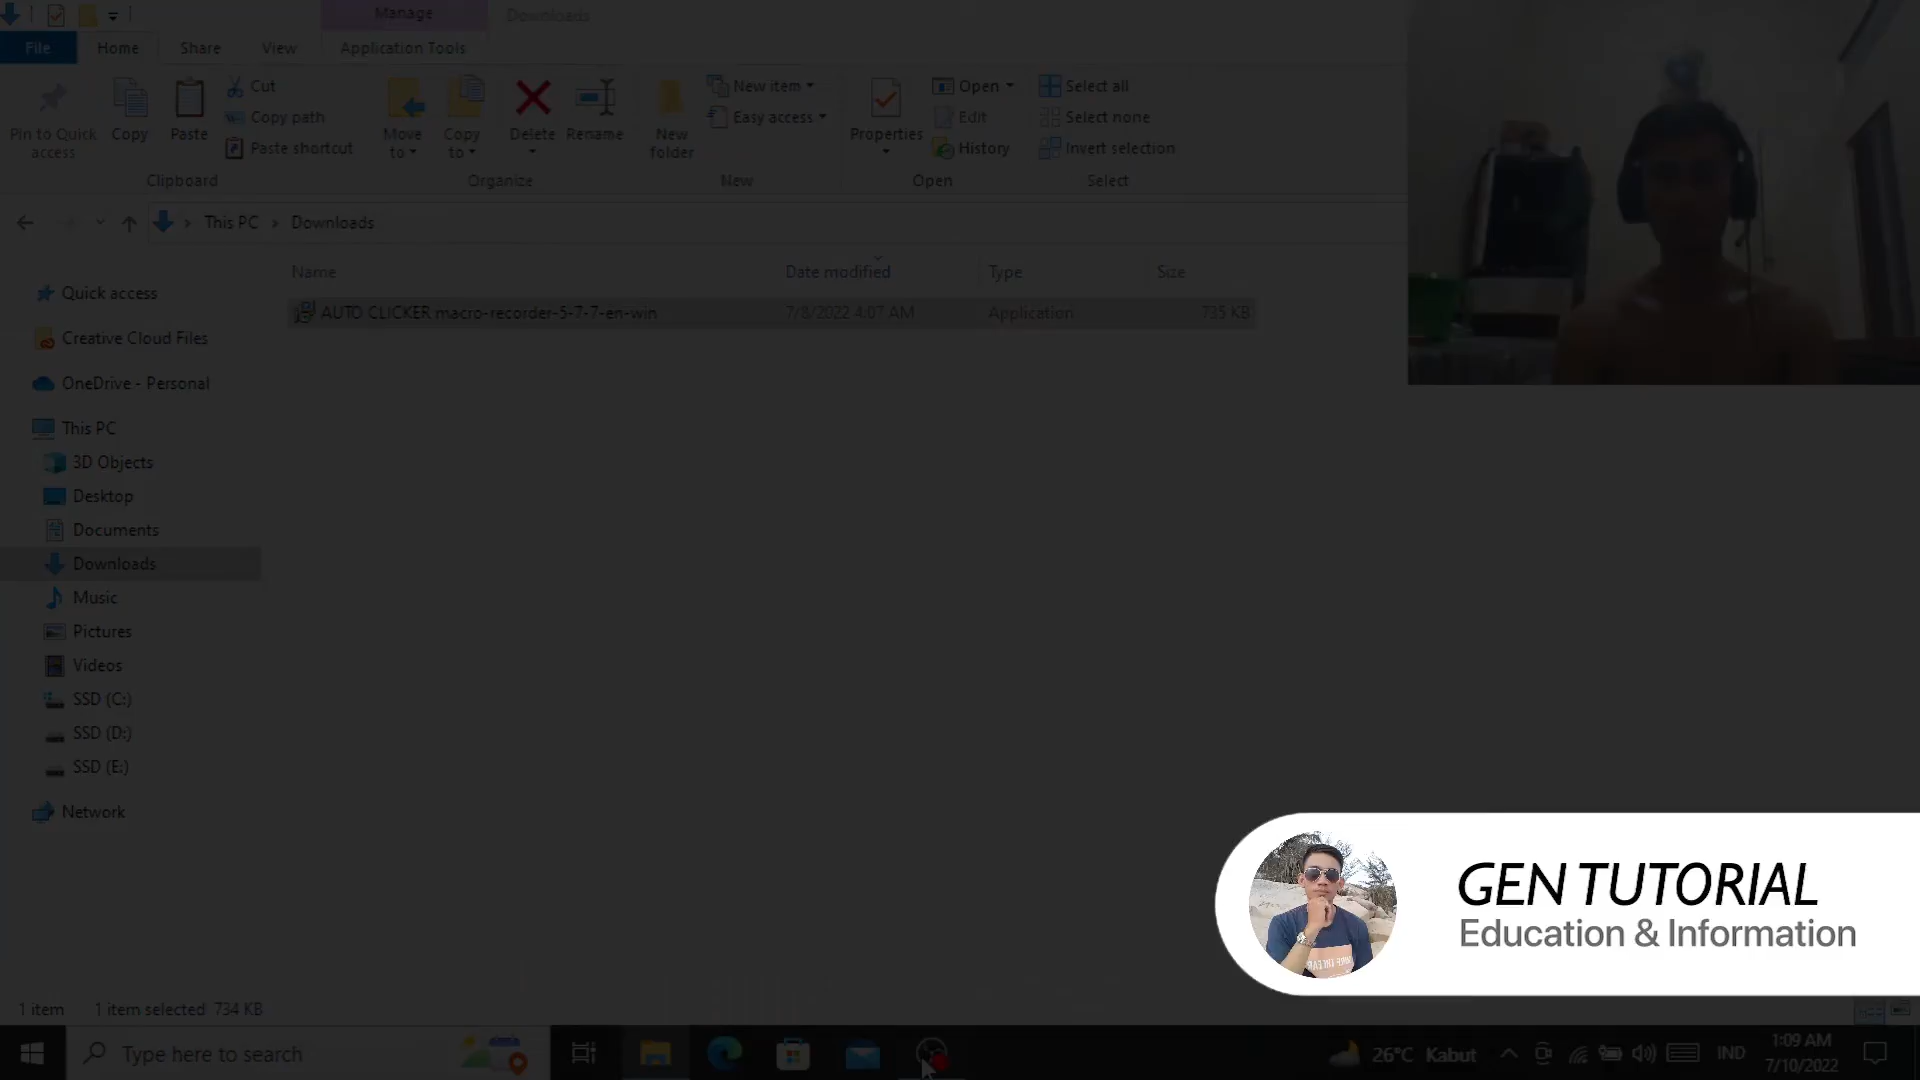 Manage
Downloads
File
Home
Share
View
Application Tools
Pin to Quick
access
Copy
Paste
Cut
Copy path
Paste shortcut
Clipboard
Move
to
Copy
to
Delete
Rename
Organize
New
folder
New item
Easy access
New
Properties
Open
Edit
History
Open
Select all
Select none
Invert selection
Select
This PC
Downloads
Name
Date modified
Type
Size
AUTO CLICKER macro-recorder-5-7-7-en-win
7/8/2022 4:07 AM
Application
735 KB
Quick access
Creative Cloud Files
OneDrive - Personal
This PC
3D Objects
Desktop
Documents
Downloads
Music
Pictures
Videos
SSD (C:)
SSD (D:)
SSD (E:)
Network
GEN TUTORIAL
Education & Information
1 item
1 item selected 734 KB
Type here to search
26°C Kabut
IND
1:09 AM
7/10/2022